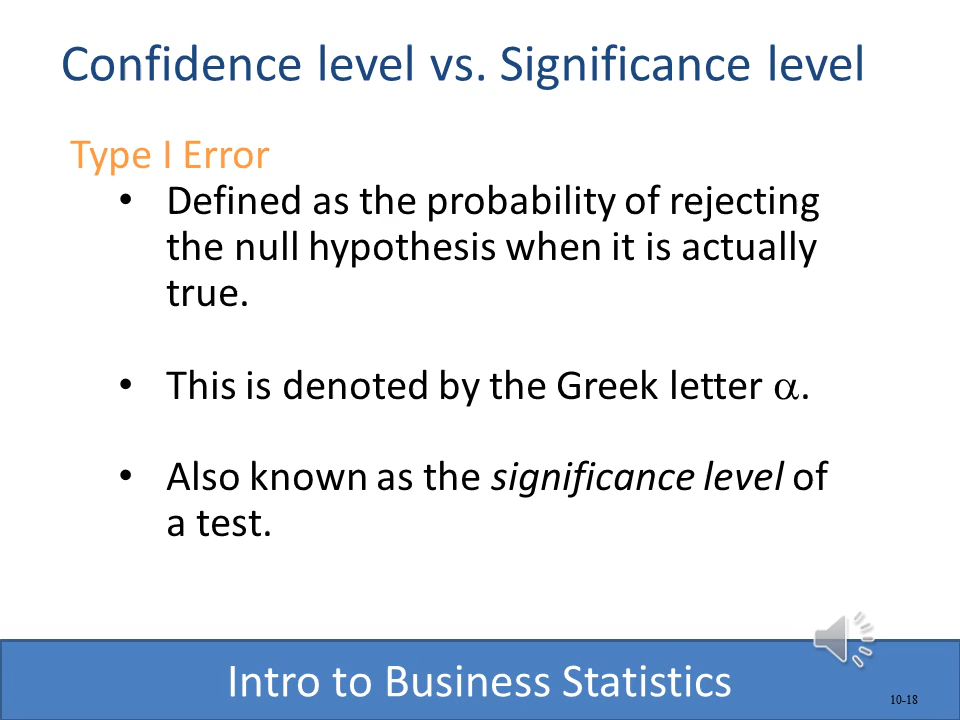 Confidence level vs. Significance level
Type I Error
• Defined as the probability of rejecting
the null hypothesis when it is actually
true.
• This is denoted by the Greek letter α.
• Also known as the significance level of
a test.
Intro to Business Statistics
10-18